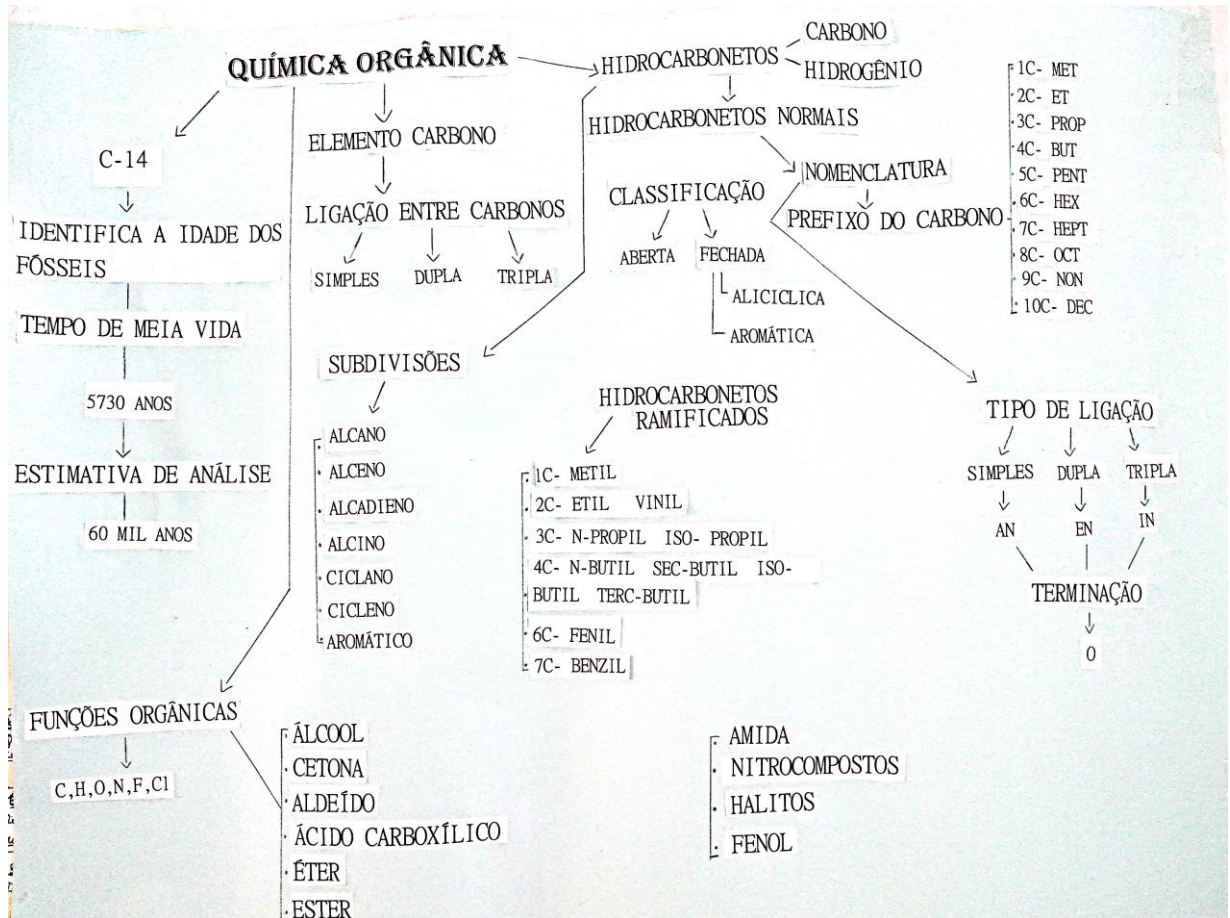 QUÍMICA ORGÂNICA
C-14
IDENTIFICA A IDADE DOS
FÓSSEIS
TEMPO DE MEIA VIDA
5730 ANOS
ESTIMATIVA DE ANÁLISE
60 MIL ANOS
ELEMENTO CARBONO
LIGAÇÃO ENTRE CARBONOS
SIMPLES
DUPLA
TRIPLA
HIDROCARBONETOS
CARBONO
HIDROGÊNIO
HIDROCARBONETOS NORMAIS
NOMENCLATURA
PREFIXO DO CARBONO
1C- MET
2C- ET
3C- PROP
4C- BUT
5C- PENT
6C- HEX
7C- HEPT
8C- OCT
9C- NON
10C- DEC
CLASSIFICAÇÃO
ABERTA
FECHADA
ALICICLICA
AROMÁTICA
TIPO DE LIGAÇÃO
SIMPLES
DUPLA
TRIPLA
AN
EN
IN
TERMINAÇÃO
O
SUBDIVISÕES
ALCANO
ALCENO
ALCADIENO
ALCINO
CICLANO
CICLENO
AROMÁTICO
HIDROCARBONETOS
RAMIFICADOS
1C- METIL
2C- ETIL VINIL
3C- N-PROPIL ISO- PROPIL
4C- N-BUTIL SEC-BUTIL ISO-
BUTIL TERC-BUTIL
6C- FENIL
7C- BENZIL
FUNÇÕES ORGÂNICAS
C,H,O,N,F,Cl
ÁLCOOL
CETONA
ALDEÍDO
ÁCIDO CARBOXÍLICO
ÉTER
ESTER
AMIDA
NITROCOMPOSTOS
HALITOS
FENOL